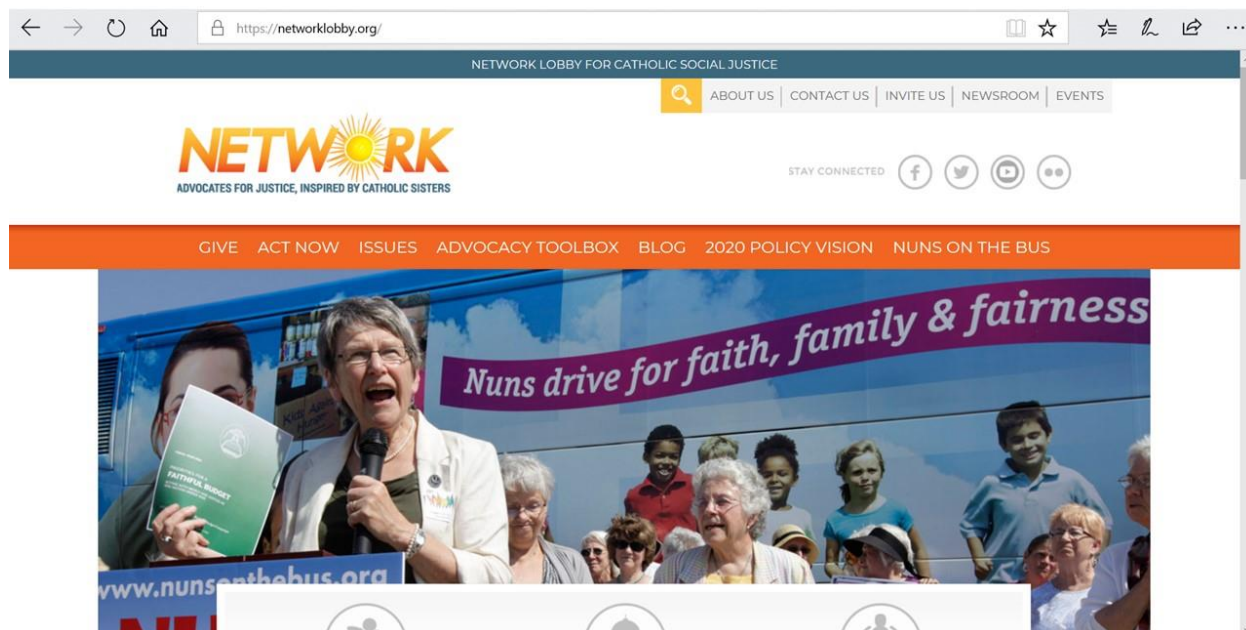 https://networklobby.org/
NETWORK LOBBY FOR CATHOLIC SOCIAL JUSTICE
ABOUT US | CONTACT US | INVITE US | NEWSROOM | EVENTS
NETWORK
ADVOCATES FOR JUSTICE, INSPIRED BY CATHOLIC SISTERS
STAY CONNECTED
GIVE ACT NOW ISSUES ADVOCACY TOOLBOX BLOG 2020 POLICY VISION NUNS ON THE BUS
Nuns drive for faith, family & fairness
FAITHFUL BUDGET
www.nunsonthebus.org